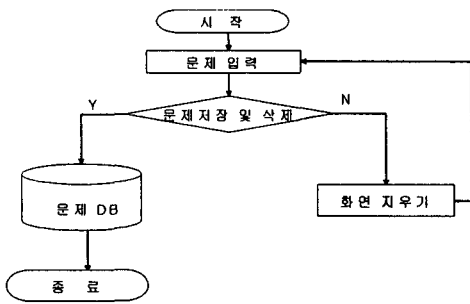 시 작
문제 입력
Y
문제저장 및 삭제
N
문제 DB
화면 지우기
종 료